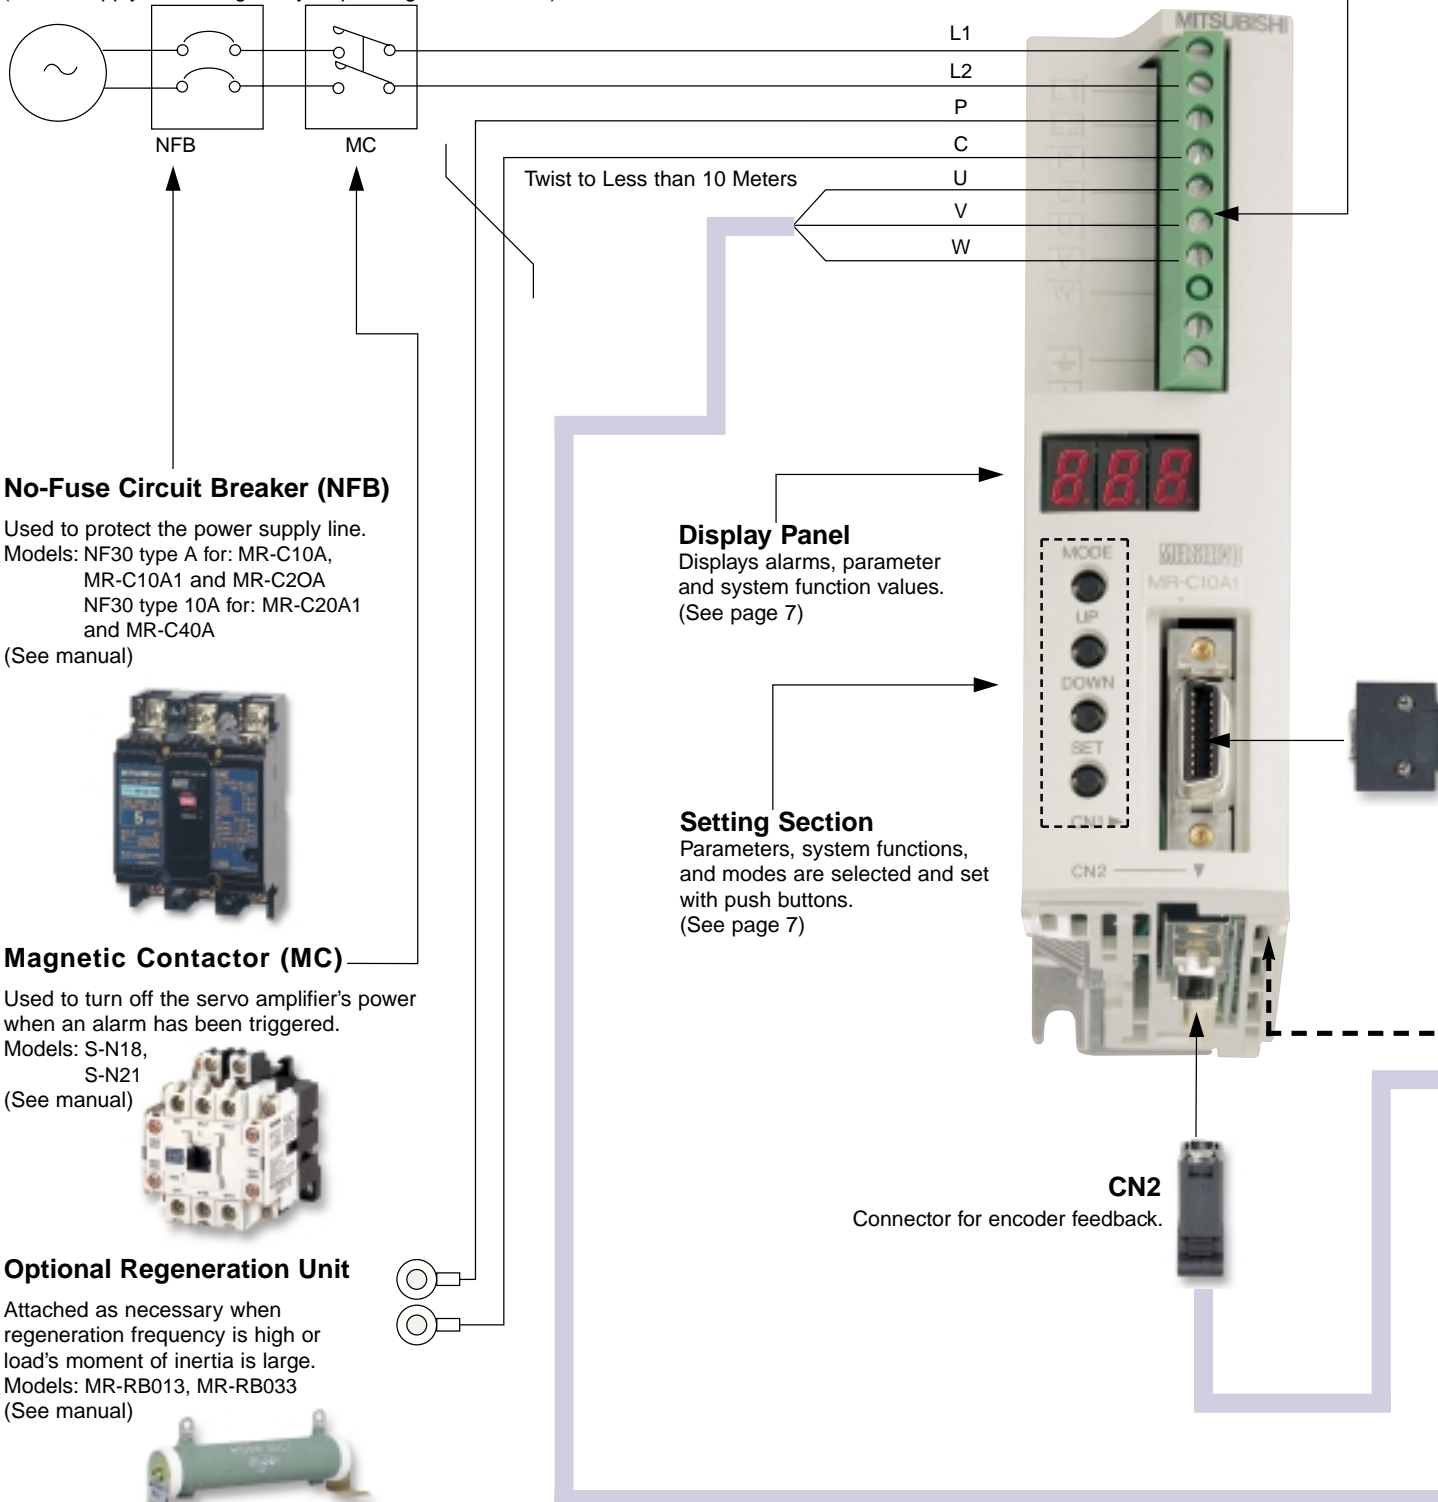 L1
L2
P
C
U
V
W
NFB
MC
Twist to Less than 10 Meters
MITSUBISHI
No-Fuse Circuit Breaker (NFB)
Used to protect the power supply line.
Models: NF30 type A for: MR-C10A,
MR-C10A1 and MR-C2OA
NF30 type 10A for: MR-C20A1
and MR-C40A
(See manual)
Display Panel
Displays alarms, parameter
and system function values.
(See page 7)
Setting Section
Parameters, system functions,
and modes are selected and set
with push buttons.
(See page 7)
8.8.8.
MODE
UP
DOWN
SET
MR-C10A1
CN1
CN2
Magnetic Contactor (MC)
Used to turn off the servo amplifier's power
when an alarm has been triggered.
Models: S-N18,
S-N21
(See manual)
CN2
Connector for encoder feedback.
Optional Regeneration Unit
Attached as necessary when
regeneration frequency is high or
load's moment of inertia is large.
Models: MR-RB013, MR-RB033
(See manual)